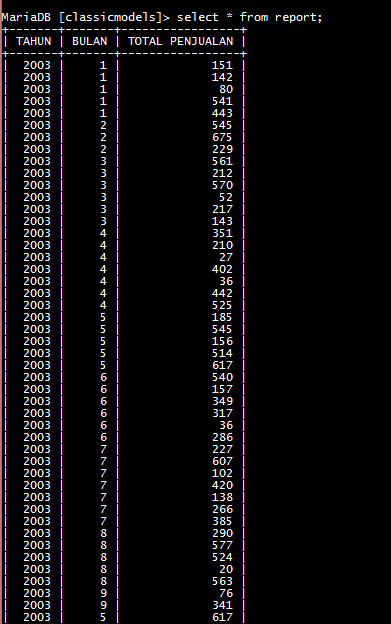 MariaDB [classicmodels]> select * from report;
+-------+-------+-----------------+
| TAHUN | BULAN | TOTAL PENJUALAN |
+-------+-------+-----------------+
| 2003 | 1 | 151 |
| 2003 | 1 | 142 |
| 2003 | 1 | 80 |
| 2003 | 1 | 541 |
| 2003 | 1 | 443 |
| 2003 | 2 | 545 |
| 2003 | 2 | 675 |
| 2003 | 2 | 229 |
| 2003 | 3 | 561 |
| 2003 | 3 | 212 |
| 2003 | 3 | 570 |
| 2003 | 3 | 52 |
| 2003 | 3 | 217 |
| 2003 | 3 | 143 |
| 2003 | 4 | 351 |
| 2003 | 4 | 210 |
| 2003 | 4 | 27 |
| 2003 | 4 | 402 |
| 2003 | 4 | 36 |
| 2003 | 4 | 442 |
| 2003 | 4 | 525 |
| 2003 | 5 | 185 |
| 2003 | 5 | 545 |
| 2003 | 5 | 156 |
| 2003 | 5 | 514 |
| 2003 | 5 | 617 |
| 2003 | 6 | 540 |
| 2003 | 6 | 157 |
| 2003 | 6 | 349 |
| 2003 | 6 | 317 |
| 2003 | 6 | 36 |
| 2003 | 6 | 286 |
| 2003 | 7 | 227 |
| 2003 | 7 | 607 |
| 2003 | 7 | 102 |
| 2003 | 7 | 420 |
| 2003 | 7 | 138 |
| 2003 | 7 | 266 |
| 2003 | 7 | 385 |
| 2003 | 8 | 290 |
| 2003 | 8 | 577 |
| 2003 | 8 | 524 |
| 2003 | 8 | 20 |
| 2003 | 8 | 563 |
| 2003 | 9 | 76 |
| 2003 | 9 | 341 |
| 2003 | 5 | 617 |